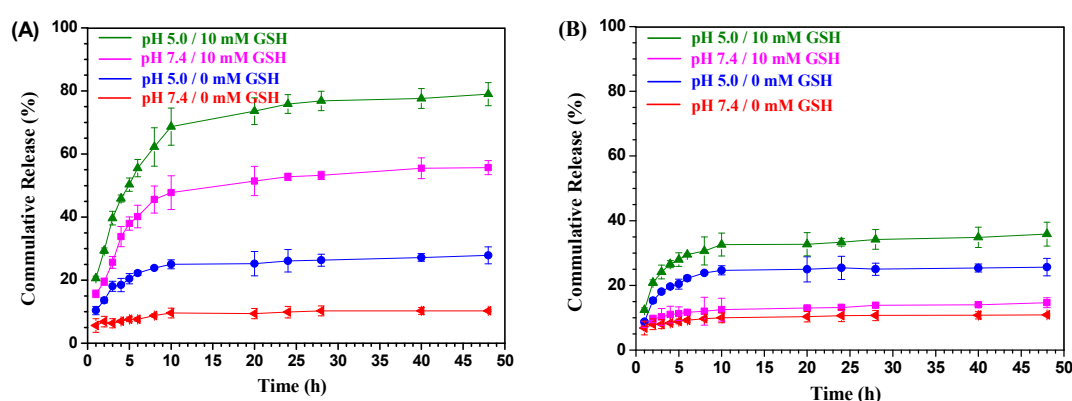 (A)
pH 5.0 / 10 mM GSH
pH 7.4 / 10 mM GSH
pH 5.0 / 0 mM GSH
pH 7.4 / 0 mM GSH
Commulative Release (%)
100
80
60
40
20
0
0 5 10 15 20 25 30 35 40 45 50
Time (h)
(B)
pH 5.0 / 10 mM GSH
pH 7.4 / 10 mM GSH
pH 5.0 / 0 mM GSH
pH 7.4 / 0 mM GSH
Commulative Release (%)
100
80
60
40
20
0
0 5 10 15 20 25 30 35 40 45 50
Time (h)